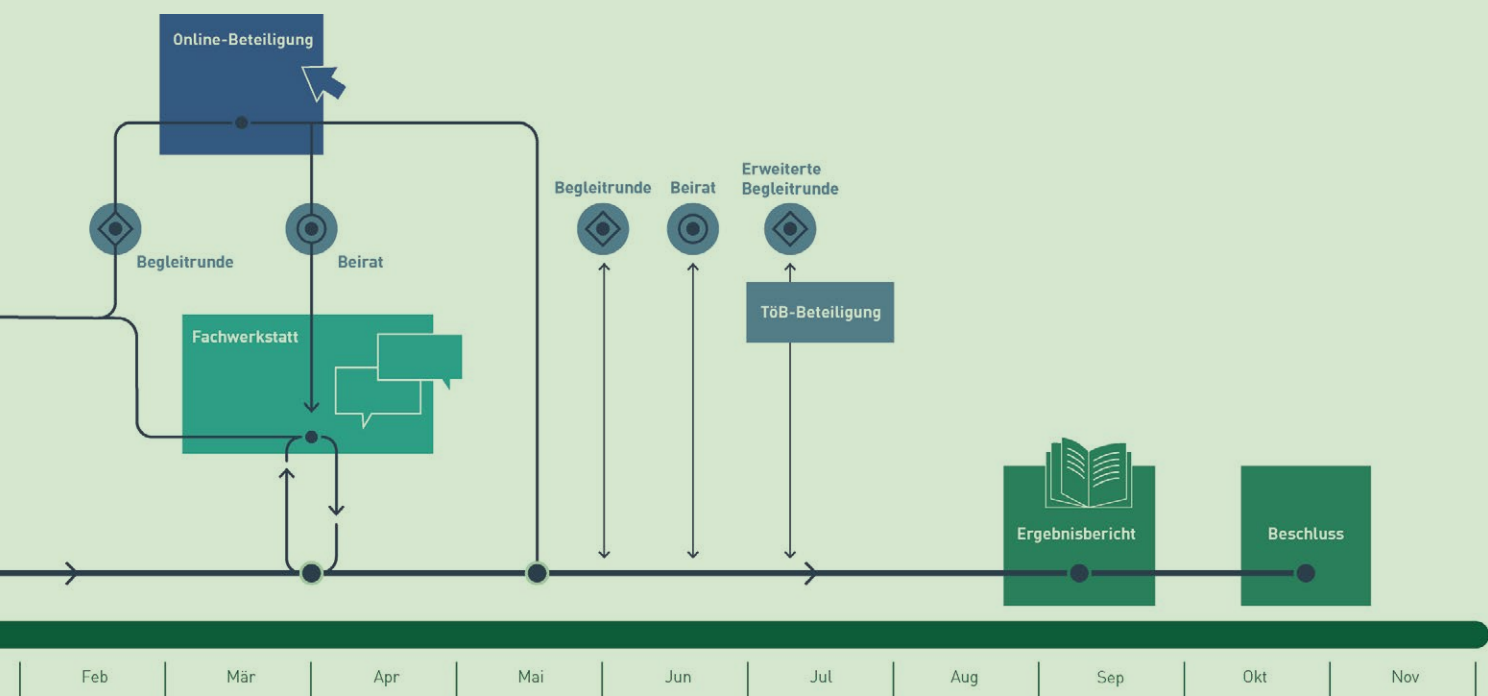 Online-Beteiligung
Begleitrunde
Beirat
Fachwerkstatt
Begleitrunde
Beirat
Erweiterte
Begleitrunde
TöB-Beteiligung
Ergebnisbericht
Beschluss
Feb
Mär
Apr
Mai
Jun
Jul
Aug
Sep
Okt
Nov